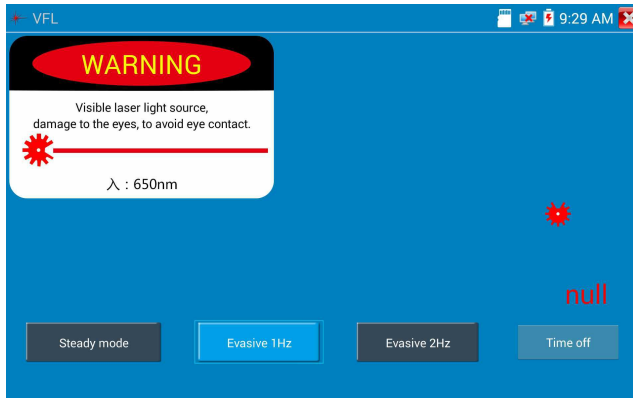 VFL
9:29 AM
WARNING
Visible laser light source,
damage to the eyes, to avoid eye contact.
入 : 650nm
null
Steady mode
Evasive 1Hz
Evasive 2Hz
Time off